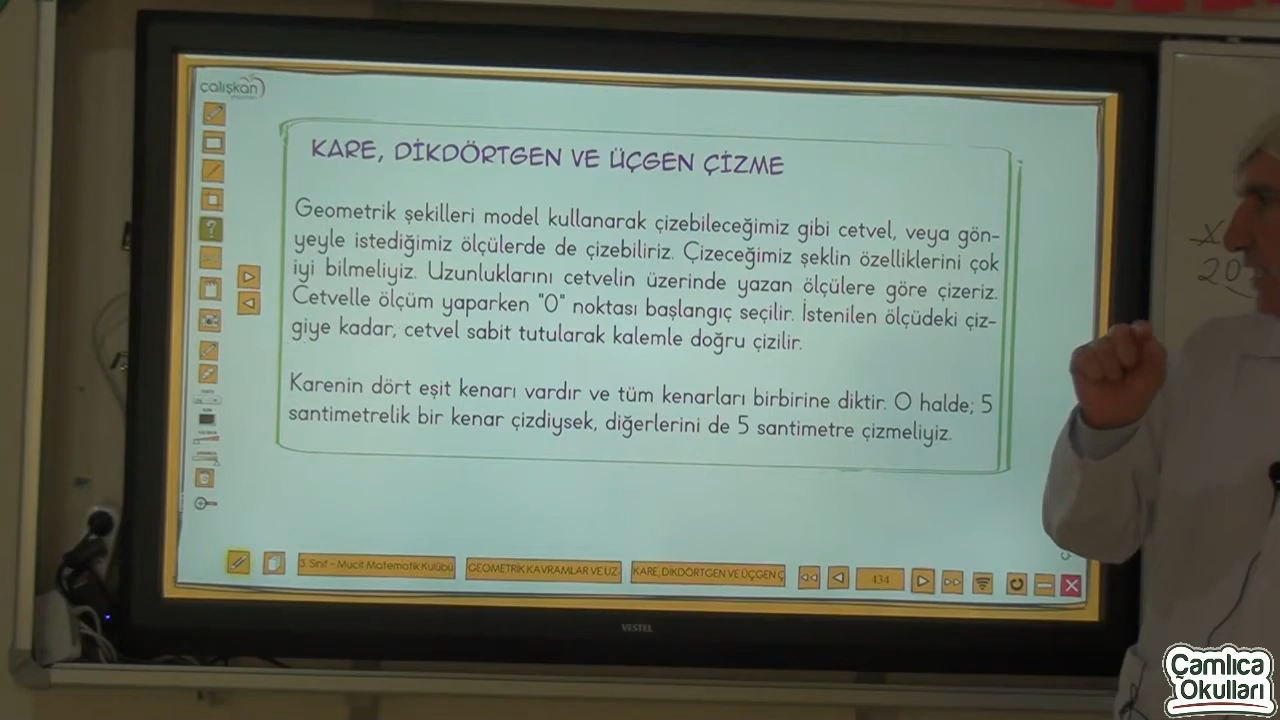 çalışkan
KARE, DİKDÖRTGEN VE ÜÇGEN ÇİZME
Geometrik şekilleri model kullanarak çizebileceğimiz gibi cetvel, veya gön-
yeyle istediğimiz ölçülerde de çizebiliriz. Çizeceğimiz şeklin özelliklerini çok
iyi bilmeliyiz. Uzunluklarını cetvelin üzerinde yazan ölçülere göre çizeriz.
Cetvelle ölçüm yaparken "0" noktası başlangıç seçilir. İstenilen ölçüdeki çiz-
giye kadar, cetvel sabit tutularak kalemle doğru çizilir.
Karenin dört eşit kenarı vardır ve tüm kenarları birbirine diktir. O halde; 5
santimetrelik bir kenar çizdiysek, diğerlerini de 5 santimetre çizmeliyiz.
3. Sınıf - Mucit Matematik Kulübü
GEOMETRİK KAVRAMLAR VE UZ
KARE, DİKDÖRTGEN VE ÜÇGEN Ç
434
VESTEL
x
20
Çamlıca
Okulları